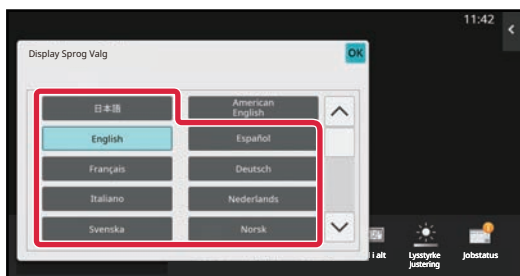 11:42
Display Sprog Valg
OK
日本語
American
English
English
Español
Français
Deutsch
Italiano
Nederlands
Svenska
Norsk
i alt
Lysstyrke
justering
Jobstatus